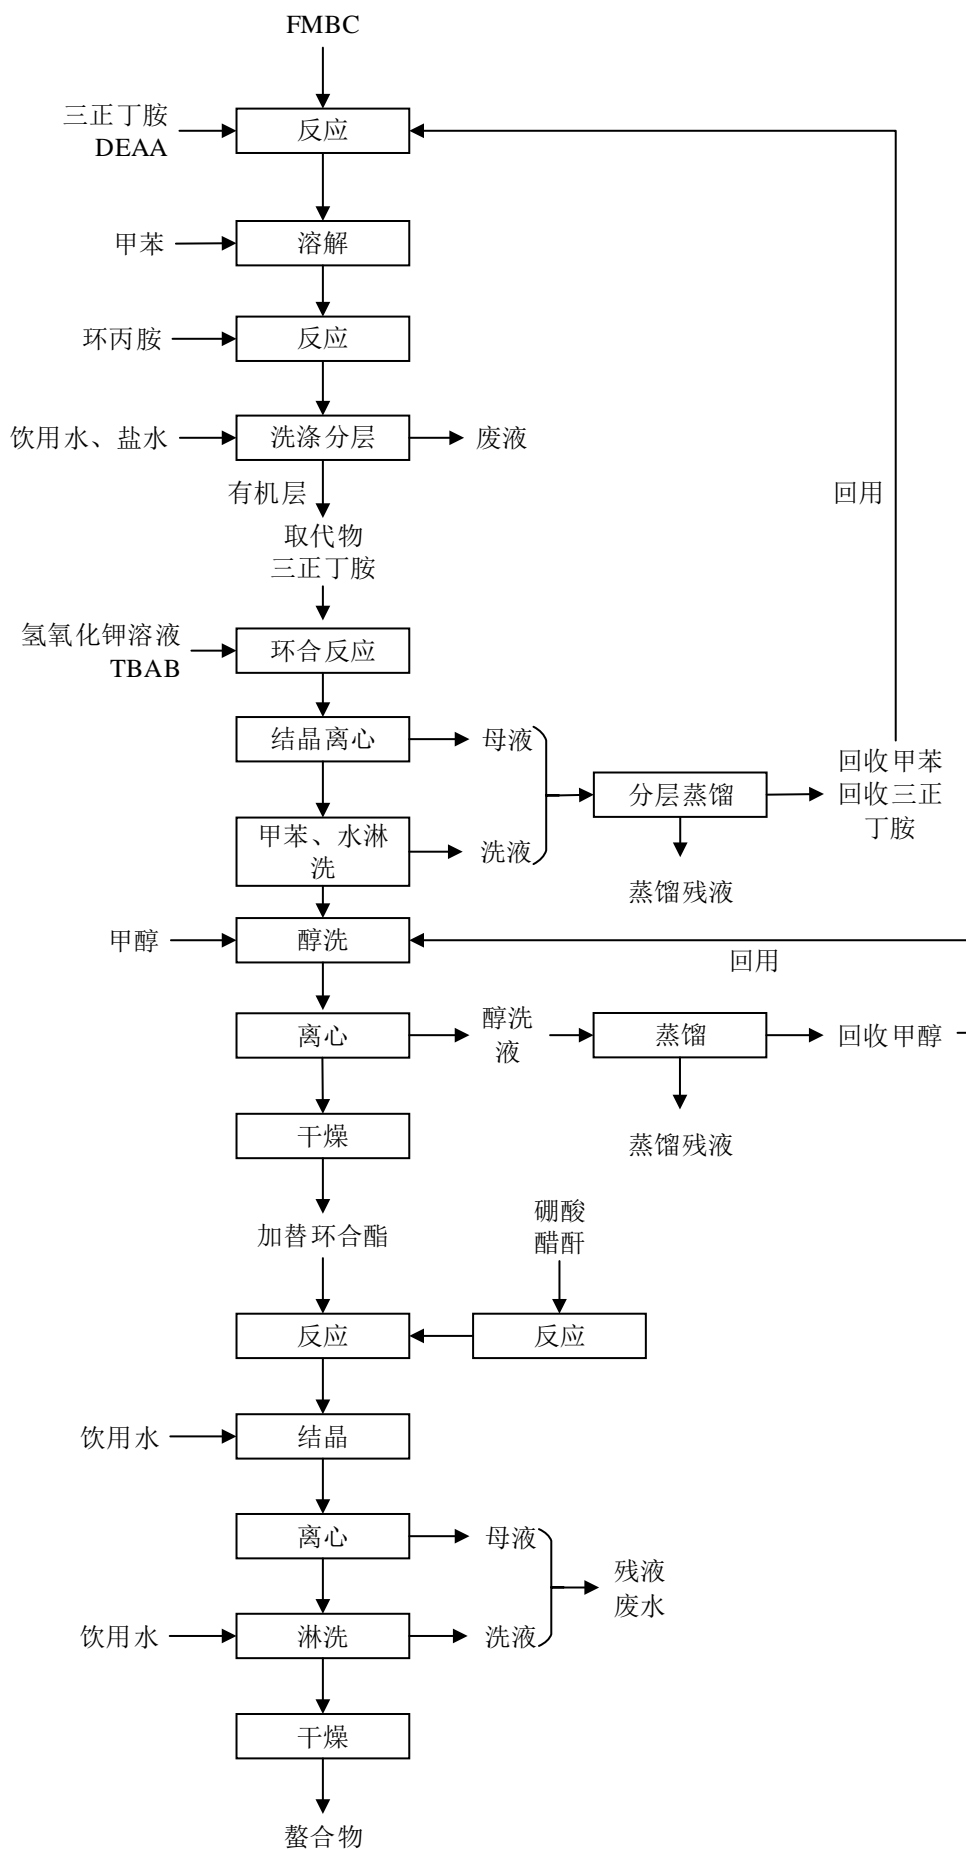 FMBC
三正丁胺
DEAA
反应
甲苯
溶解
环丙胺
反应
饮用水、盐水
洗涤分层
废液
有机层
回用
取代物
三正丁胺
氢氧化钾溶液
TBAB
环合反应
结晶离心
母液
分层蒸馏
回收甲苯
回收三正
丁胺
甲苯、水淋
洗
洗液
蒸馏残液
甲醇
醇洗
回用
离心
醇洗
液
蒸馏
回收甲醇
干燥
蒸馏残液
加替环合酯
硼酸
醋酐
反应
反应
饮用水
结晶
离心
母液
残液
废水
饮用水
淋洗
洗液
干燥
螯合物